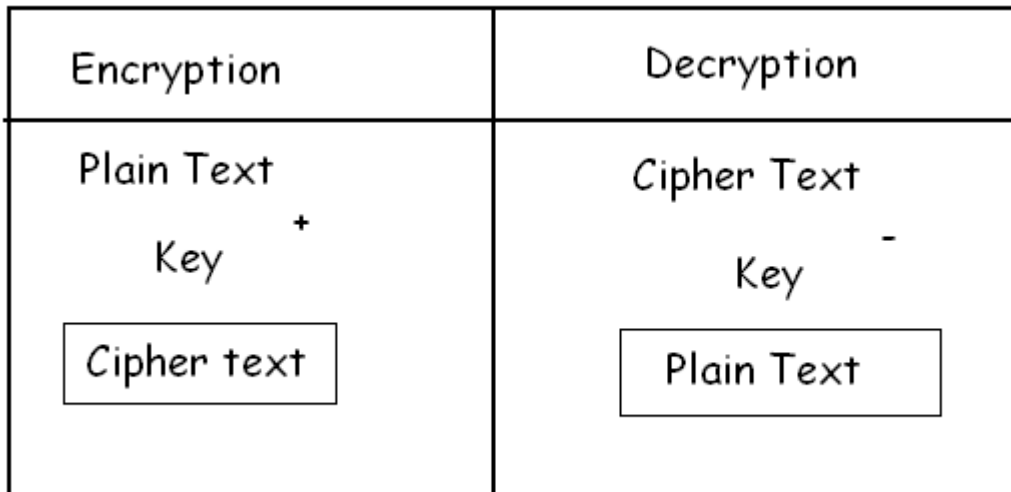 Encryption
Plain Text
+
Key
Cipher text
Decryption
Cipher Text
-
Key
Plain Text